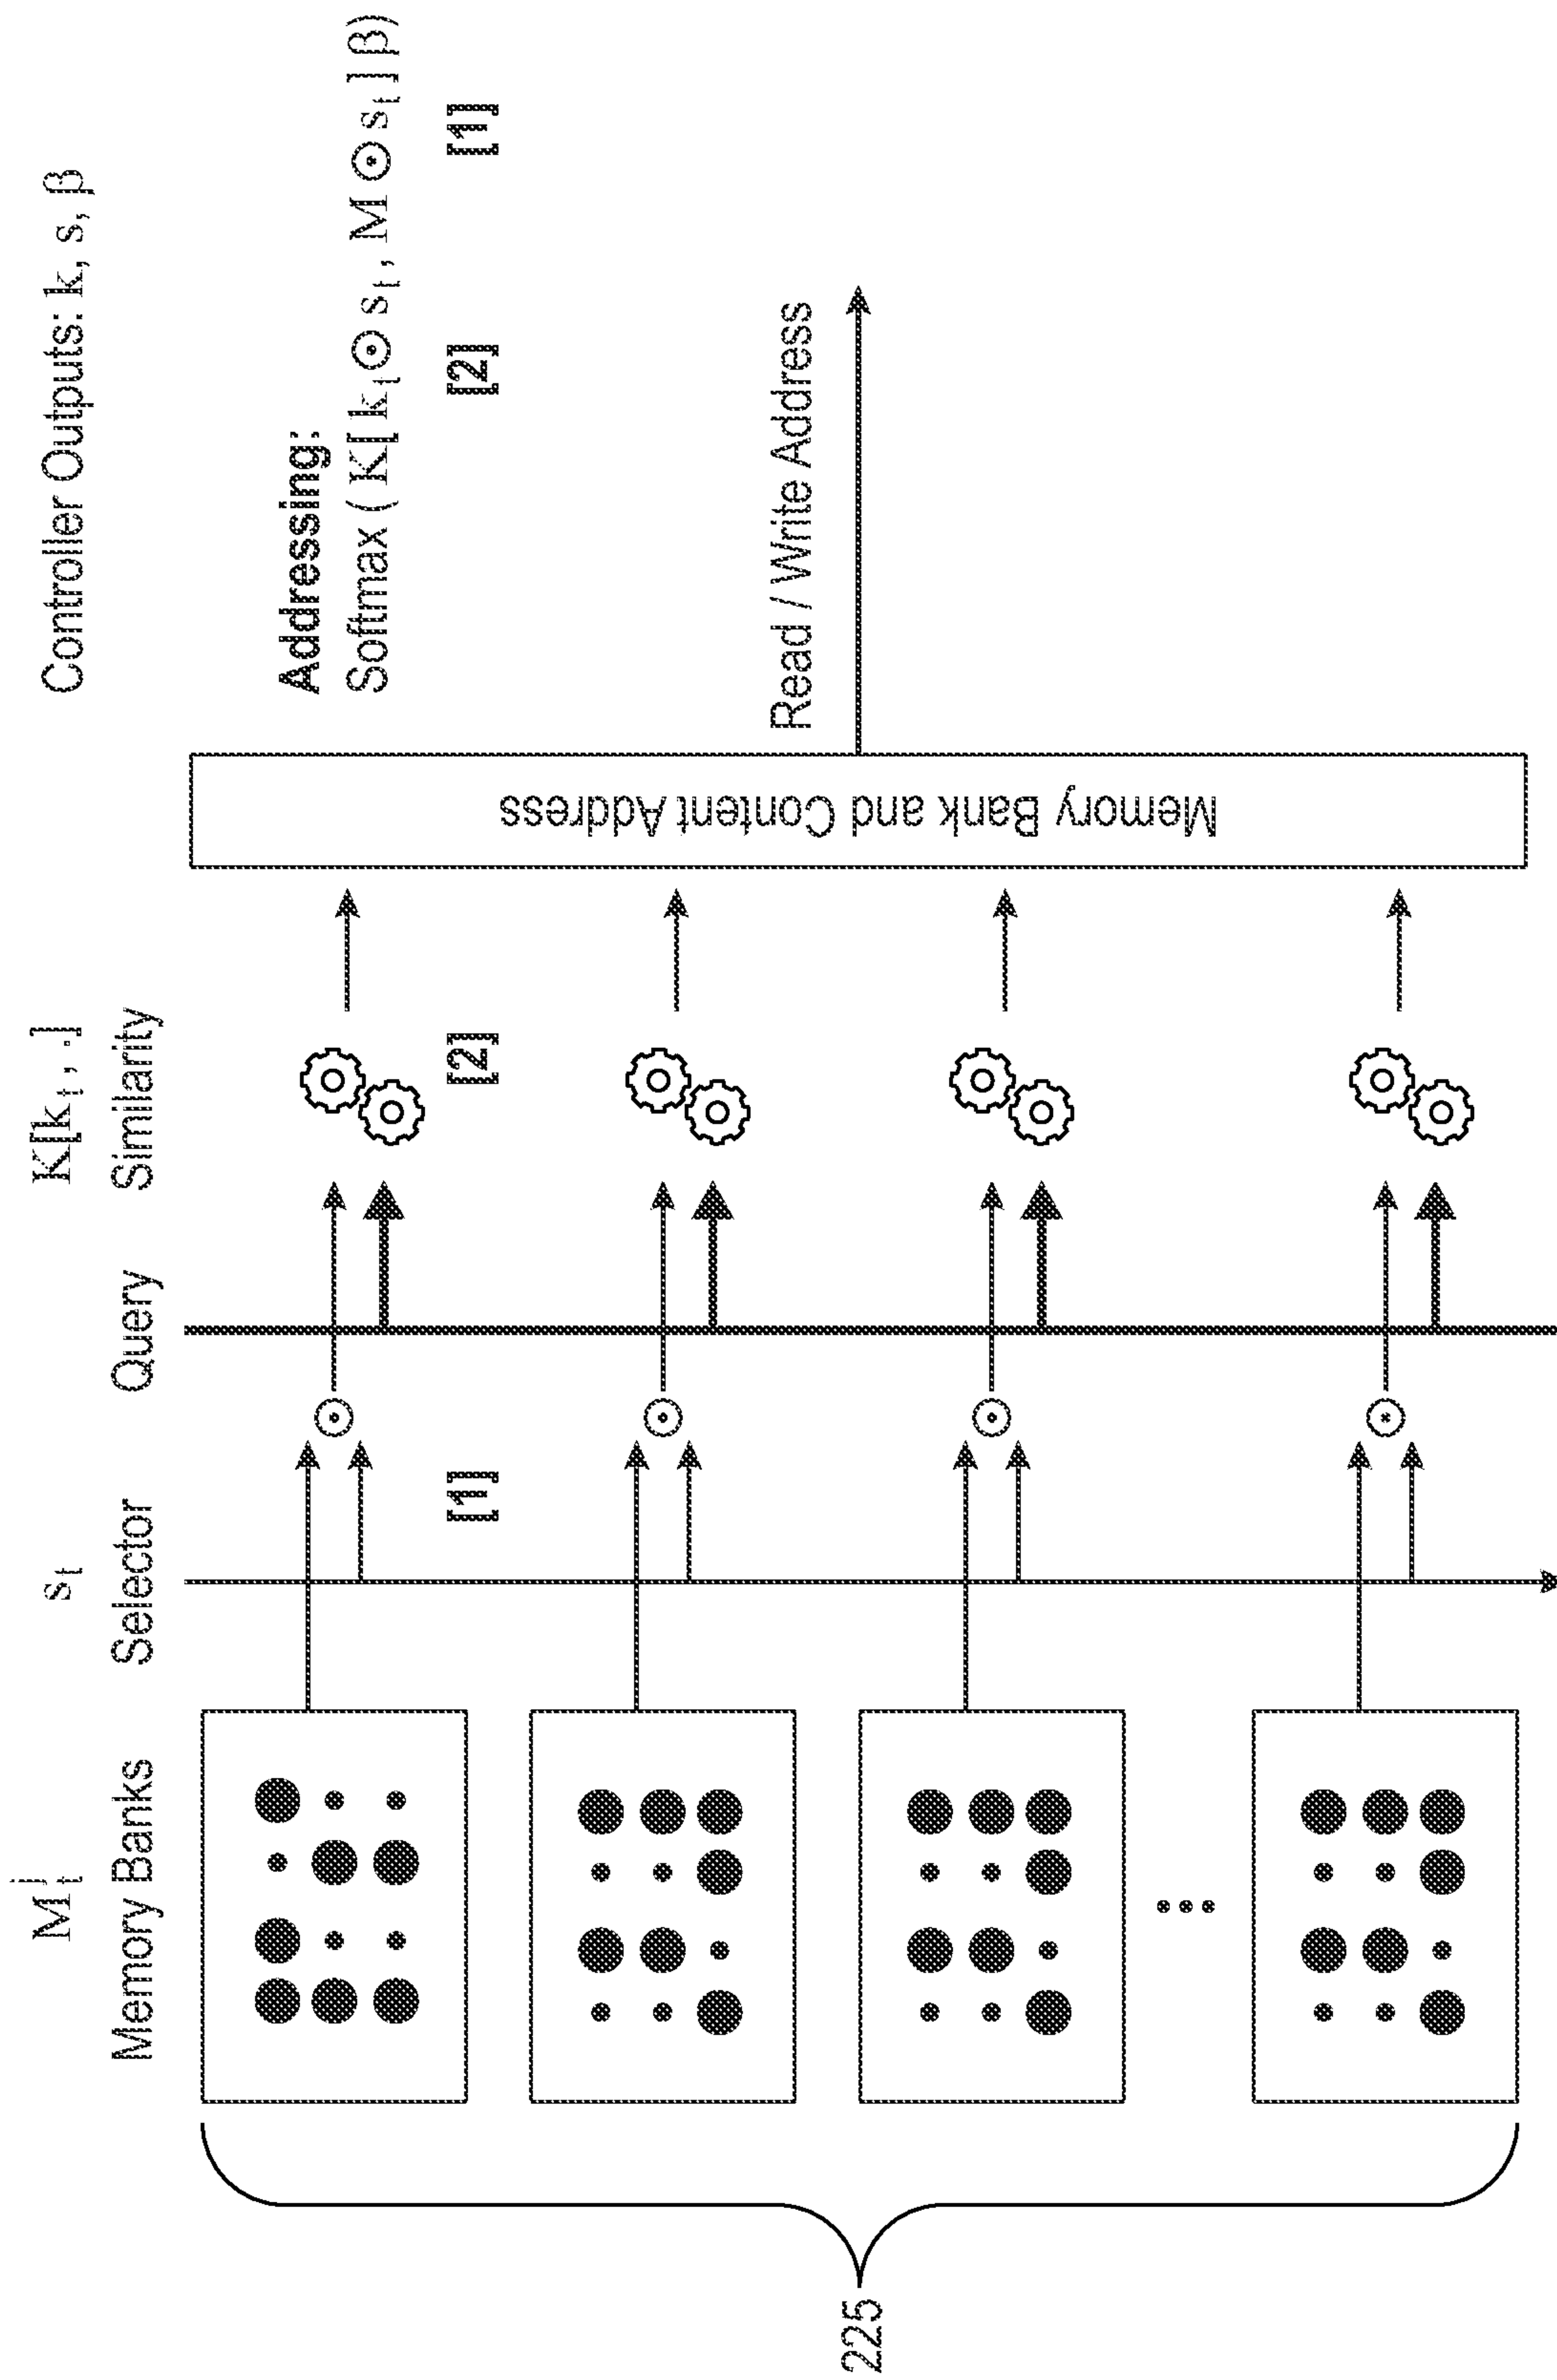 M_t^j
Memory Banks
s_t
Selector
Query
K[k_t , .]
Similarity
Controller Outputs: k, s, β
Addressing:
Softmax ( K[ k_t ⊙ s_t , M ⊙ s_t ] β)
[1]
[2]
[2]
[1]
Memory Bank and Content Address
Read / Write Address
225